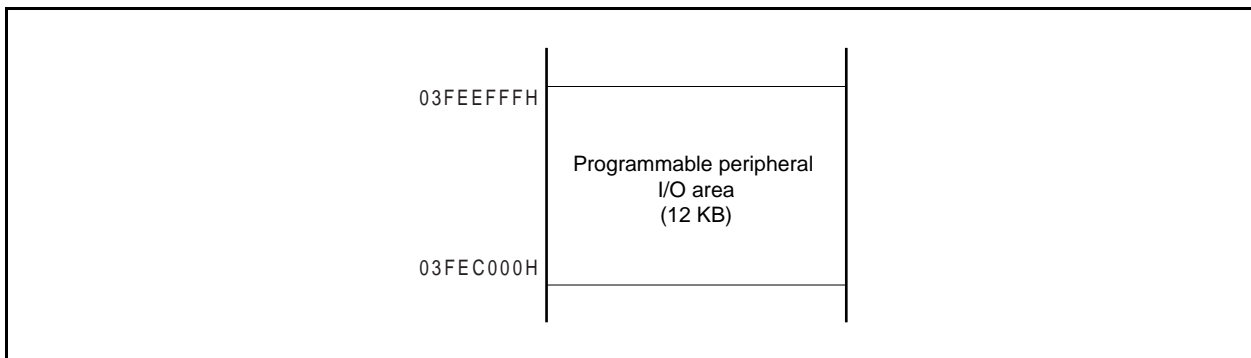 03FEEFFFH
Programmable peripheral
I/O area
(12 KB)
03FEC000H